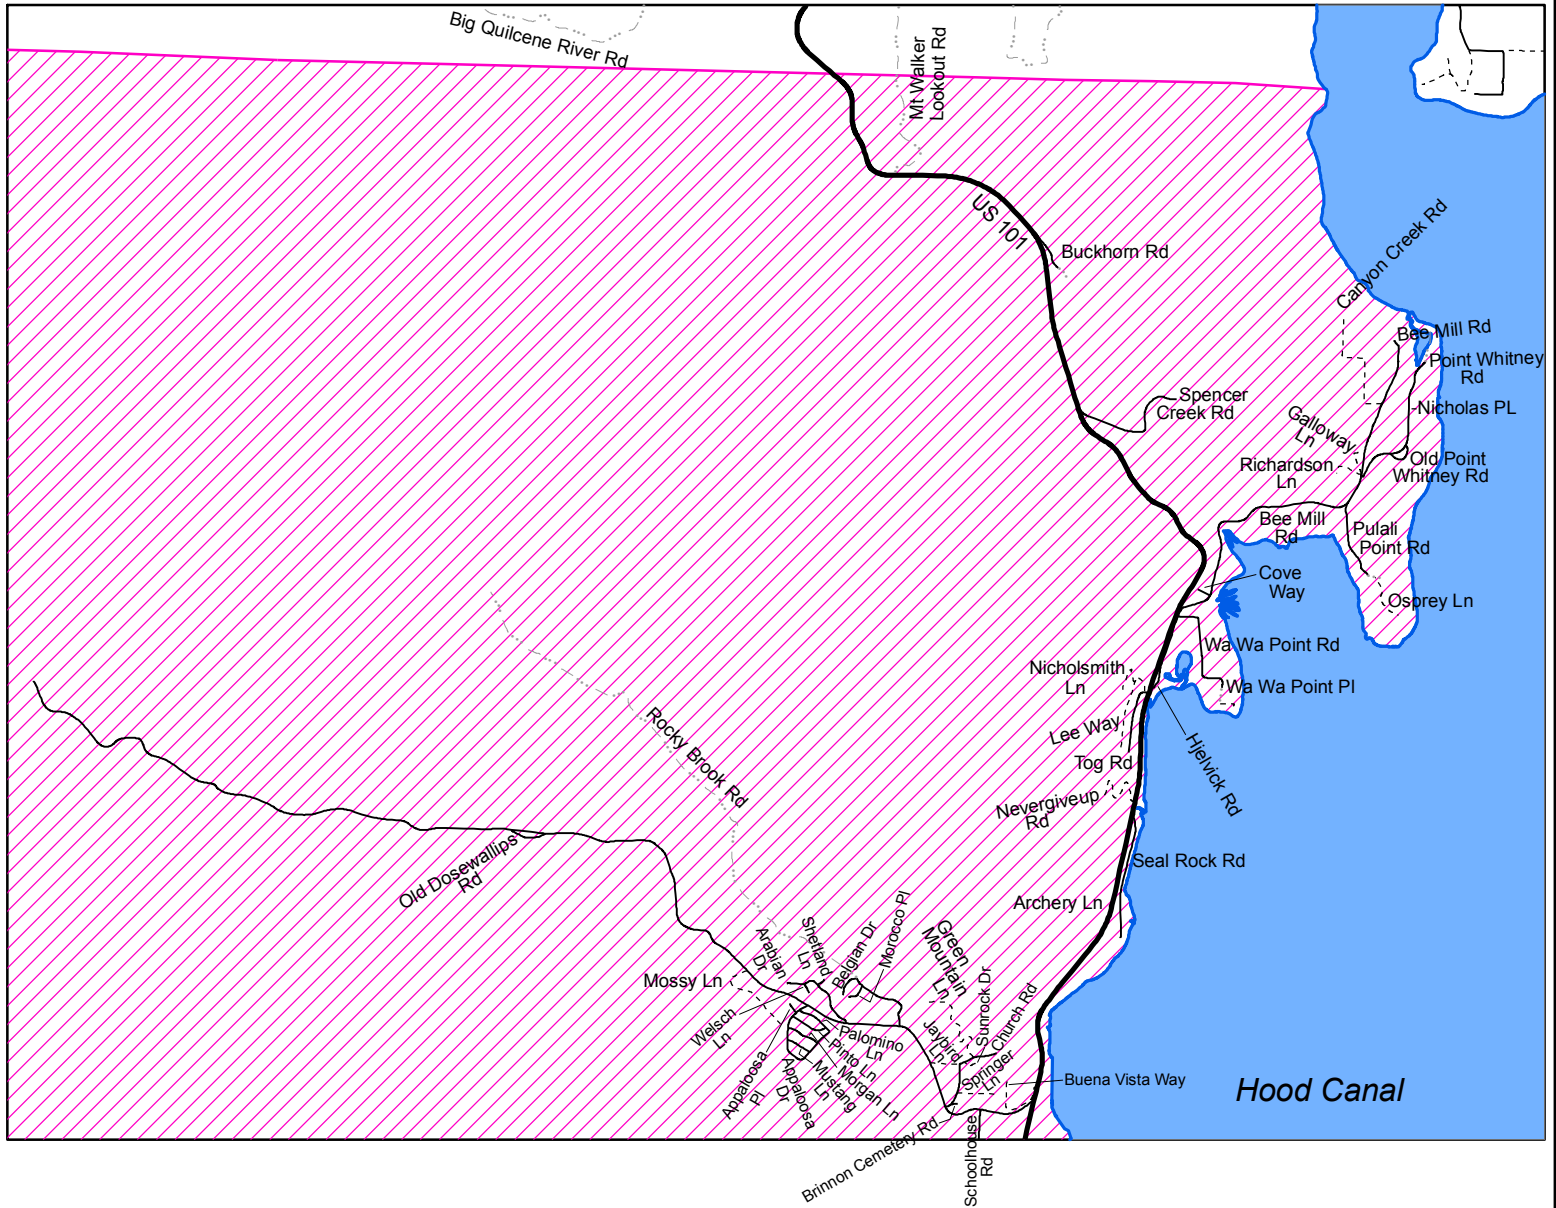 Big Quilcene River Rd
Mt Walker
Lookout Rd
US 101
Buckhorn Rd
Canyon Creek Rd
Bee Mill Rd
Point Whitney
Rd
Spencer
Creek Rd
Nicholas PL
Galloway
Ln
Richardson
Ln
Old Point
Whitney Rd
Bee Mill
Rd
Pulali
Point Rd
Cove
Way
Osprey Ln
Wa Wa Point Rd
Nicholsmith
Ln
Wa Wa Point Pl
Lee Way
Rocky Brook Rd
Hjelvick Rd
Tog Rd
Nevergiveup
Rd
Old Dosewallips
Rd
Seal Rock Rd
Archery Ln
Arabian
Dr
Shetland
Ln
Belgian Dr
Morocco Pl
Green
Mountain
Ln
Mossy Ln
Sunrock Dr
Church Rd
Welsch
Ln
Palomino
Ln
Jaybird
Ln
Pinto Ln
Morgan Ln
Mustang
Ln
Springer
Ln
Appaloosa
Pl
Appaloosa
Dr
Buena Vista Way
Hood Canal
Brinnon Cemetery Rd
Schoolhouse
Rd